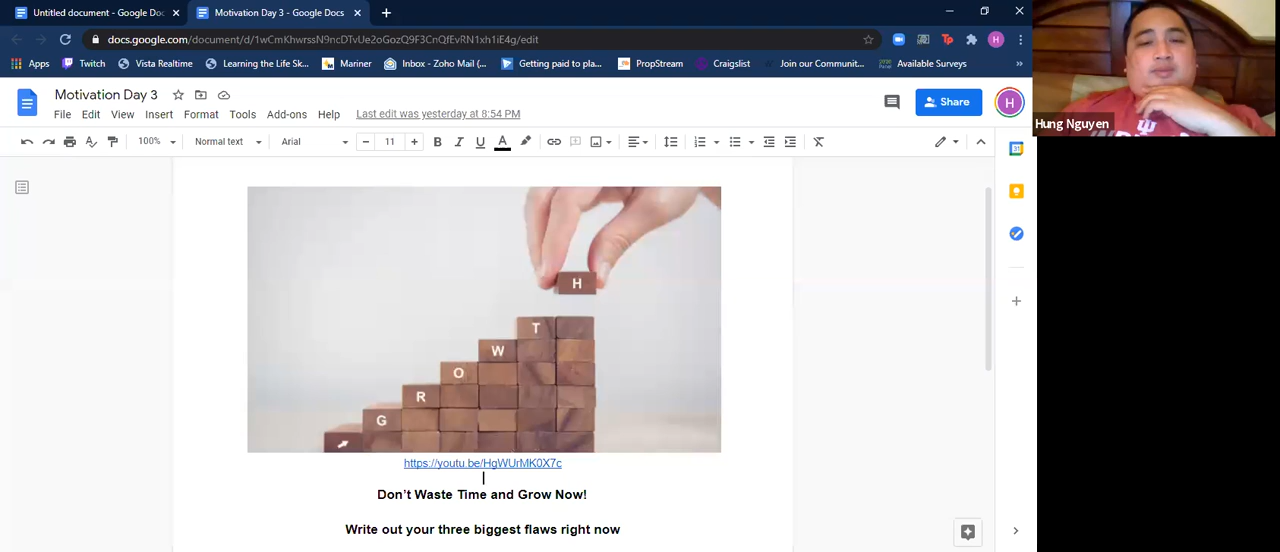 Untitled document - Google Doc
Motivation Day 3 - Google Docs
docs.google.com/document/d/1wCmKhwrssN9ncDTvUe2oGozQ9F3CnQfEvRN1xh1iE4g/edit
Apps
Twitch
Vista Realtime
Learning the Life Sk...
Mariner
Inbox - Zoho Mail (...
Getting paid to pla...
PropStream
Craigslist
Join our Communit...
Available Surveys
»
Motivation Day 3
File Edit View Insert Format Tools Add-ons Help
Last edit was yesterday at 8:54 PM
Share
H
100% Normal text Arial 11 B I U A
H
T
W
O
R
G
https://youtu.be/HgWUrMK0X7c
Don't Waste Time and Grow Now!
Write out your three biggest flaws right now
Hung Nguyen